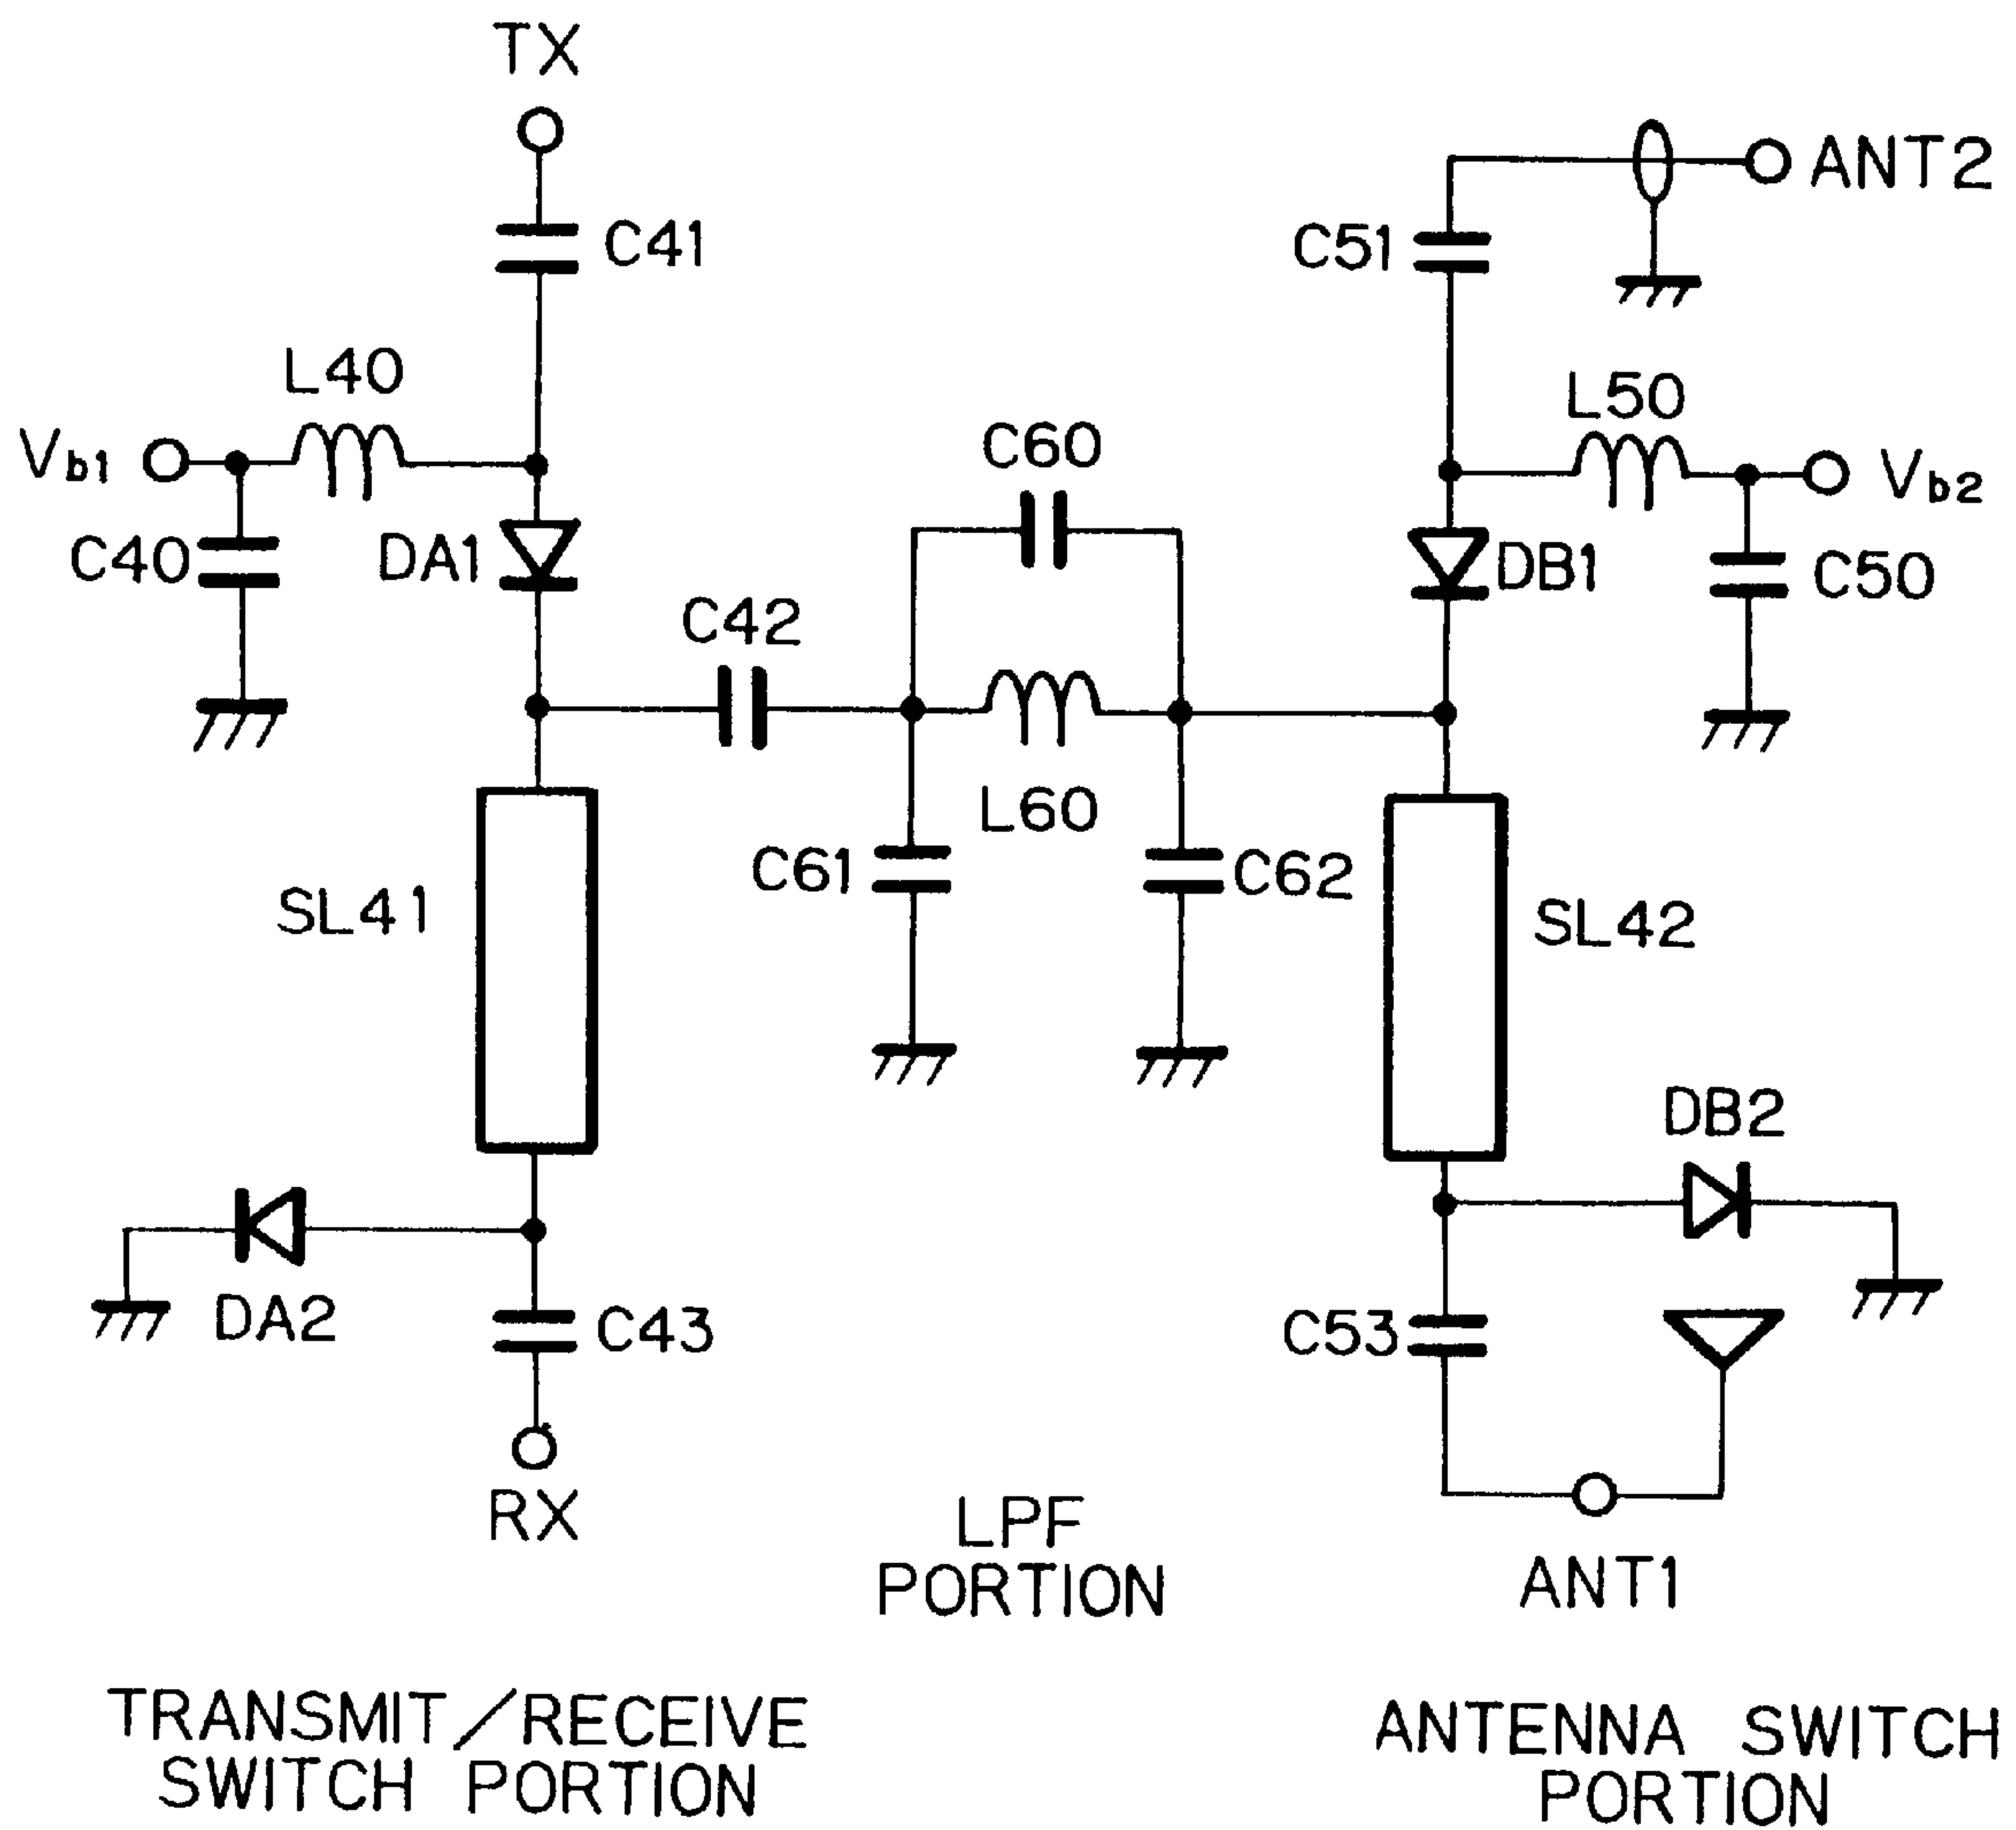 TX
ANT2
C41
C51
L40
L50
Vb1
C60
Vb2
C40
DA1
DB1
C50
C42
L60
C61
C62
SL41
SL42
DB2
DA2
C43
C53
RX
LPF
PORTION
ANT1
TRANSMIT/RECEIVE
SWITCH PORTION
ANTENNA SWITCH
PORTION